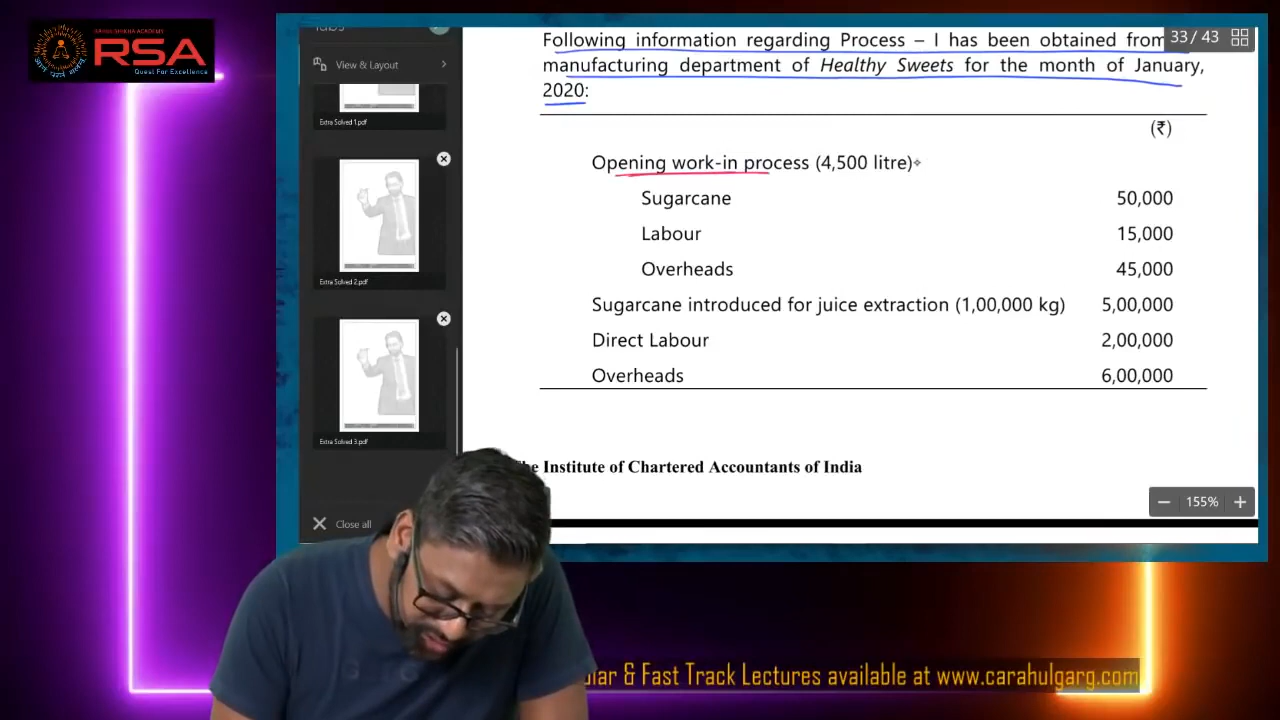 RSA
Quest For Excellence
33 / 43
View & Layout
Extra Solved 1.pdf
Extra Solved 2.pdf
Extra Solved 3.pdf
Close all
Following information regarding Process – I has been obtained from
manufacturing department of Healthy Sweets for the month of January,
2020:
(₹)
Opening work-in process (4,500 litre)
Sugarcane 50,000
Labour 15,000
Overheads 45,000
Sugarcane introduced for juice extraction (1,00,000 kg) 5,00,000
Direct Labour 2,00,000
Overheads 6,00,000
The Institute of Chartered Accountants of India
155%
& Fast Track Lectures available at www.carahulgarg.com